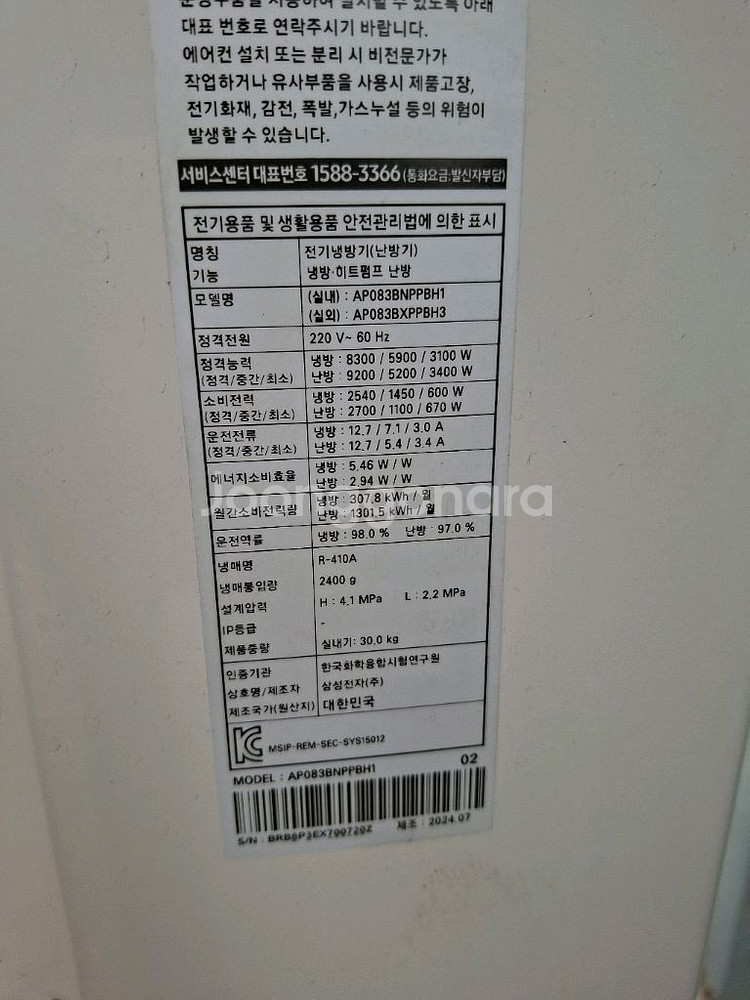 대표 번호로 연락주시기 바랍니다.
에어컨 설치 또는 분리 시 비전문가가
작업하거나 유사부품을 사용시 제품고장,
전기화재, 감전, 폭발,가스누설 등의 위험이
발생할 수 있습니다.
서비스센터 대표번호 1588-3366 (통화요금:발신자부담)
전기용품 및 생활용품 안전관리법에 의한 표시
명칭 전기냉방기(난방기)
기능 냉방·히트펌프 난방
모델명 (실내) : AP083BNPPBH1
(실외) : AP083BXPPBH3
정격전원 220 V~ 60 Hz
정격능력 냉방 : 8300 / 5900 / 3100 W
(정격/중간/최소) 난방 : 9200 / 5200 / 3400 W
소비전력 냉방 : 2540 / 1450 / 600 W
(정격/중간/최소) 난방 : 2700 / 1100 / 670 W
운전전류 냉방 : 12.7 / 7.1 / 3.0 A
(정격/중간/최소) 난방 : 12.7 / 5.4 / 3.4 A
에너지소비효율 냉방 : 5.46 W / W
난방 : 2.94 W / W
월간소비전력량 냉방 : 307.8 kWh / 월
난방 : 1301.5 kWh / 월
Joonggonara
운전역률 냉방 : 98.0 % 난방 : 97.0 %
냉매명 R-410A
냉매봉입량 2400 g
설계압력 H : 4.1 MPa L : 2.2 MPa
IP등급 -
제품중량 실내기: 30.0 kg
인증기관 한국화학융합시험연구원
상호명/제조자 삼성전자(주)
제조국가(원산지) 대한민국
MSIP-REM-SEC-SYS15012
MODEL : AP083BNPPBH1 02
S/N : BRB8P3EX700720Z 제조 : 2024.07